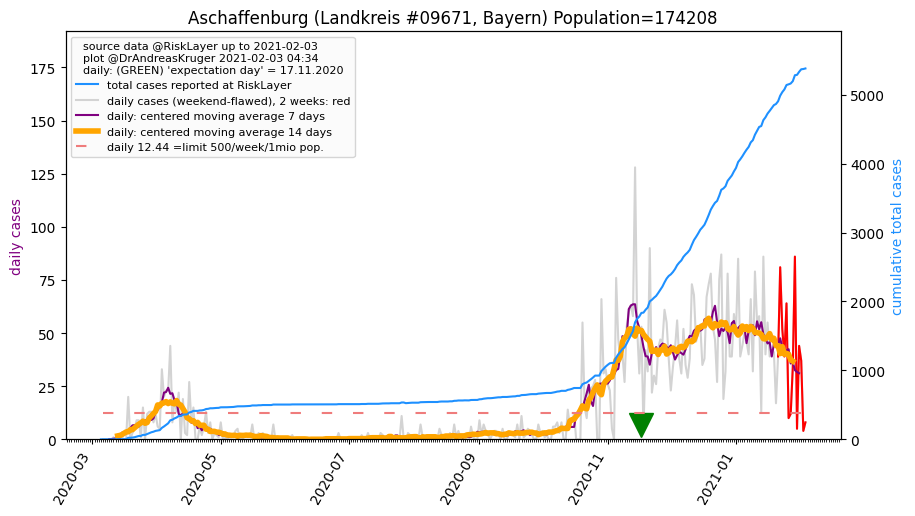 Aschaffenburg (Landkreis #09671, Bayern) Population=174208
source data @RiskLayer up to 2021-02-03
plot @DrAndreasKruger 2021-02-03 04:34
daily: (GREEN) 'expectation day' = 17.11.2020
total cases reported at RiskLayer
daily cases (weekend-flawed), 2 weeks: red
daily: centered moving average 7 days
daily: centered moving average 14 days
daily 12.44 =limit 500/week/1mio pop.
daily cases
175
150
125
100
75
50
25
0
cumulative total cases
5000
4000
3000
2000
1000
0
2020-03
2020-05
2020-07
2020-09
2020-11
2021-01